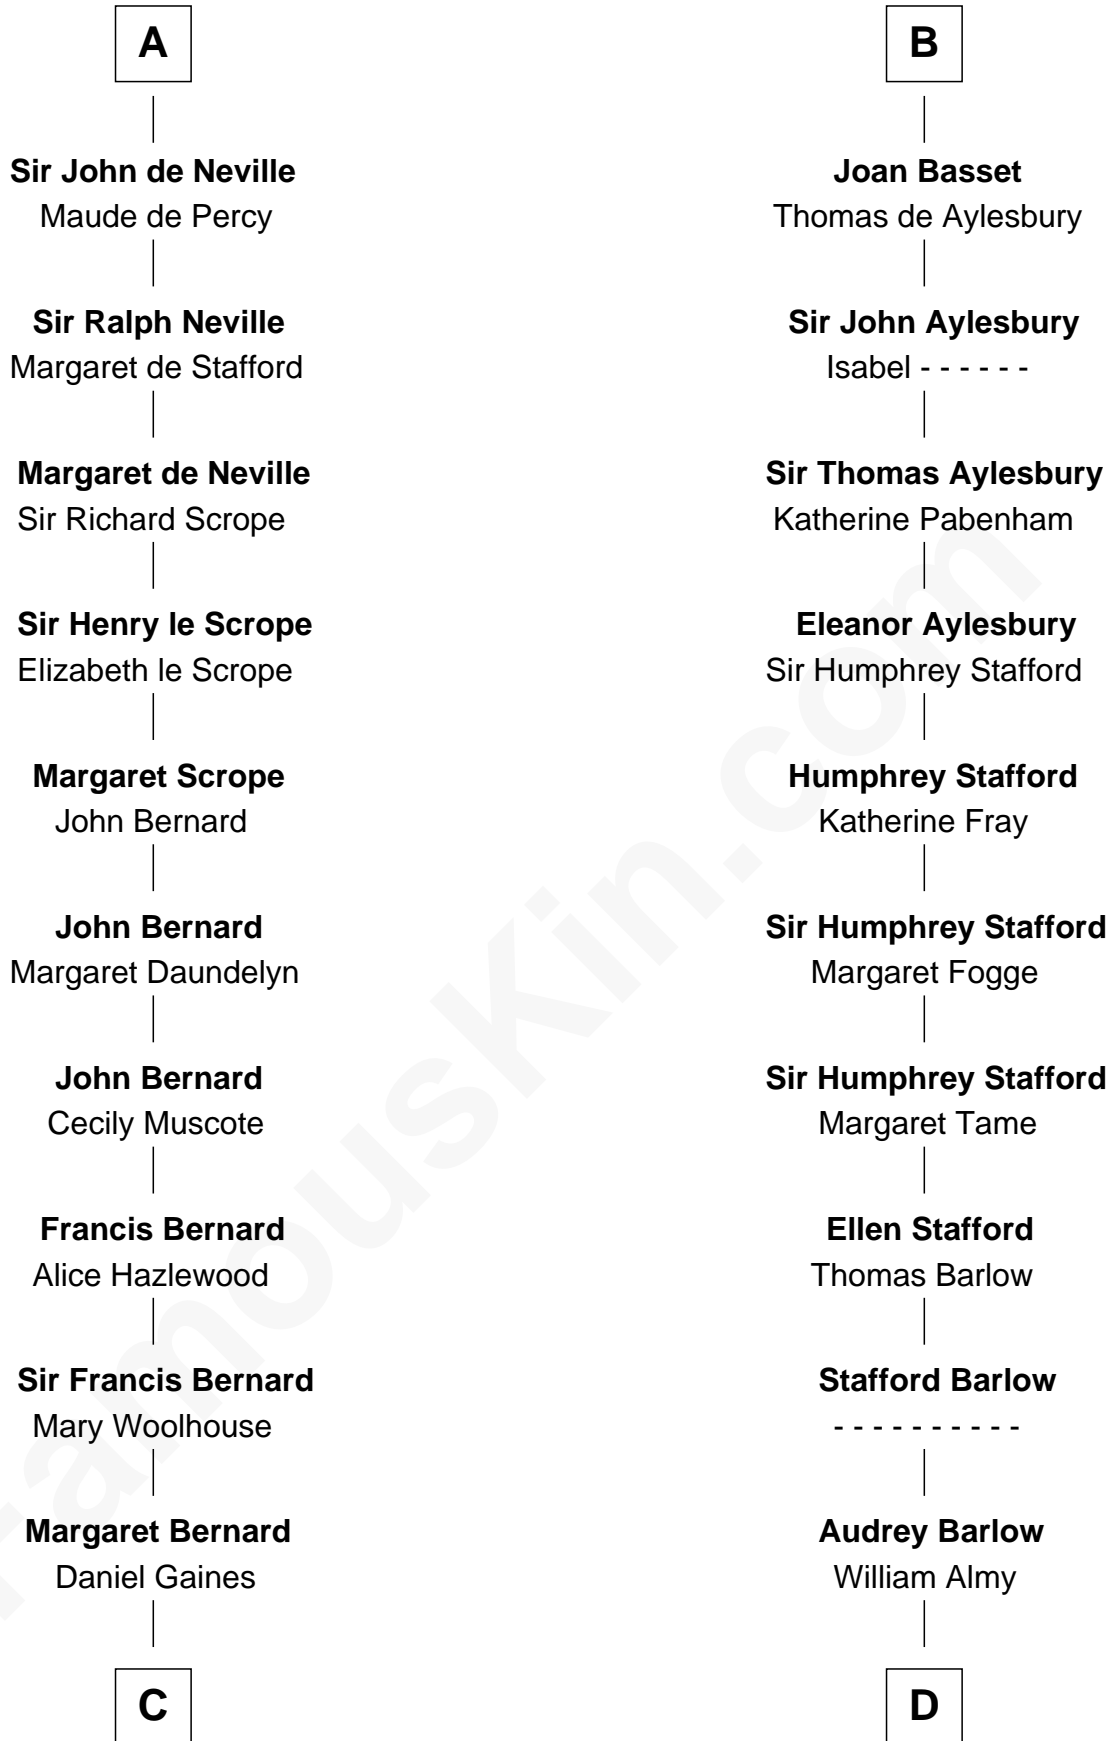 A
Sir John de Neville
Maude de Percy
Sir Ralph Neville
Margaret de Stafford
Margaret de Neville
Sir Richard Scrope
Sir Henry le Scrope
Elizabeth le Scrope
Margaret Scrope
John Bernard
John Bernard
Margaret Daundelyn
John Bernard
Cecily Muscote
Francis Bernard
Alice Hazlewood
Sir Francis Bernard
Mary Woolhouse
Margaret Bernard
Daniel Gaines
C
B
Joan Basset
Thomas de Aylesbury
Sir John Aylesbury
Isabel - - - - - -
Sir Thomas Aylesbury
Katherine Pabenham
Eleanor Aylesbury
Sir Humphrey Stafford
Humphrey Stafford
Katherine Fray
Sir Humphrey Stafford
Margaret Fogge
Sir Humphrey Stafford
Margaret Tame
Ellen Stafford
Thomas Barlow
Stafford Barlow
- - - - - - - - - -
Audrey Barlow
William Almy
D
FamousKin.com